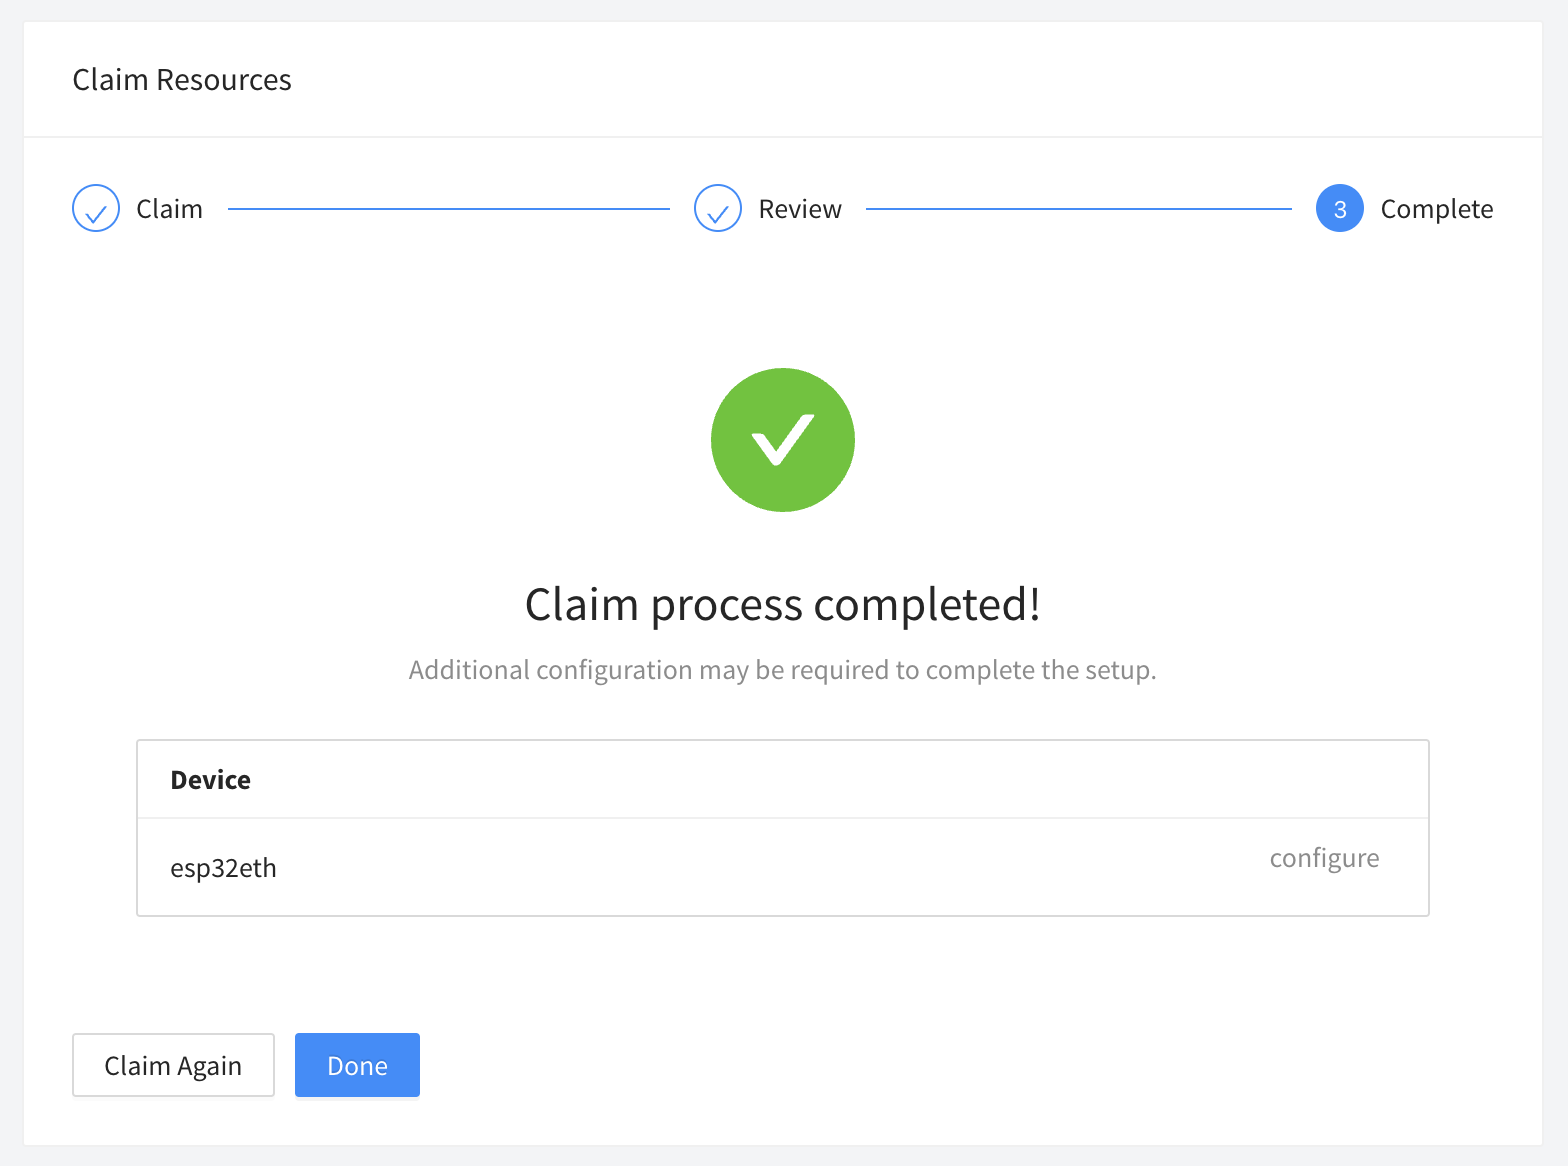 Claim Resources
Claim
Review
3 Complete
Claim process completed!
Additional configuration may be required to complete the setup.
Device
esp32eth
configure
Claim Again
Done